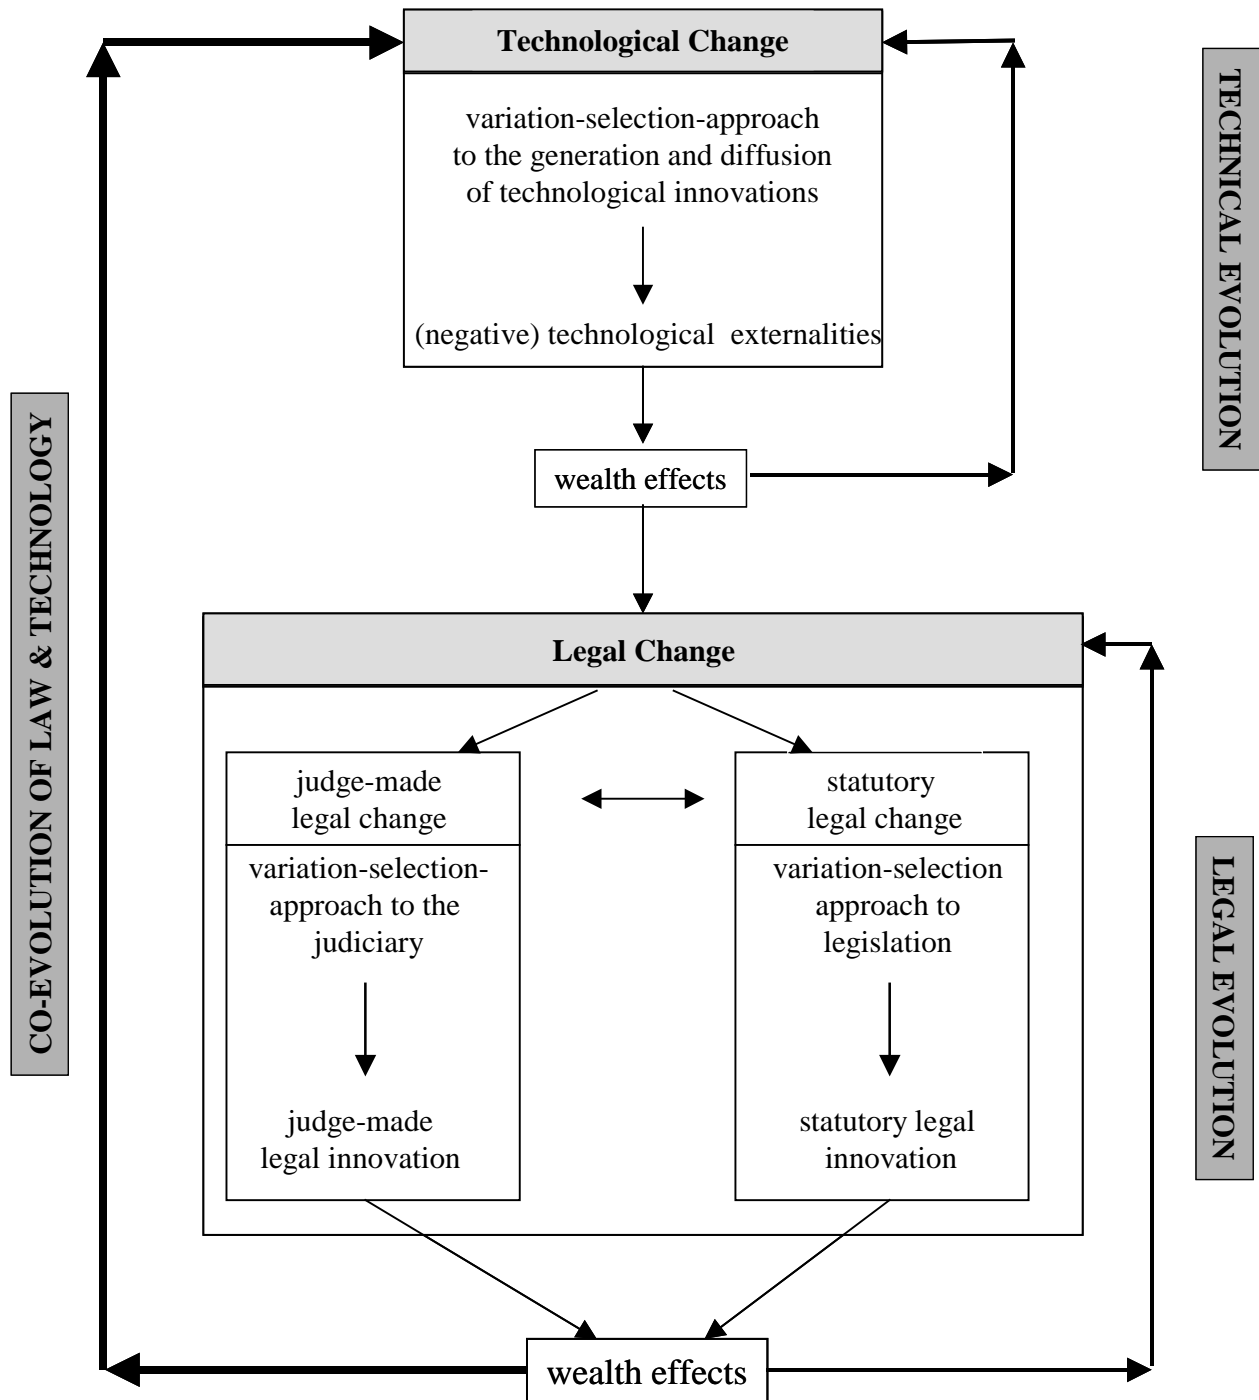 Technological Change
variation-selection-approach
to the generation and diffusion
of technological innovations
(negative) technological externalities
wealth effects
TECHNICAL EVOLUTION
CO-EVOLUTION OF LAW & TECHNOLOGY
Legal Change
judge-made
legal change
variation-selection-
approach to the
judiciary
judge-made
legal innovation
statutory
legal change
variation-selection
approach to
legislation
statutory legal
innovation
LEGAL EVOLUTION
wealth effects